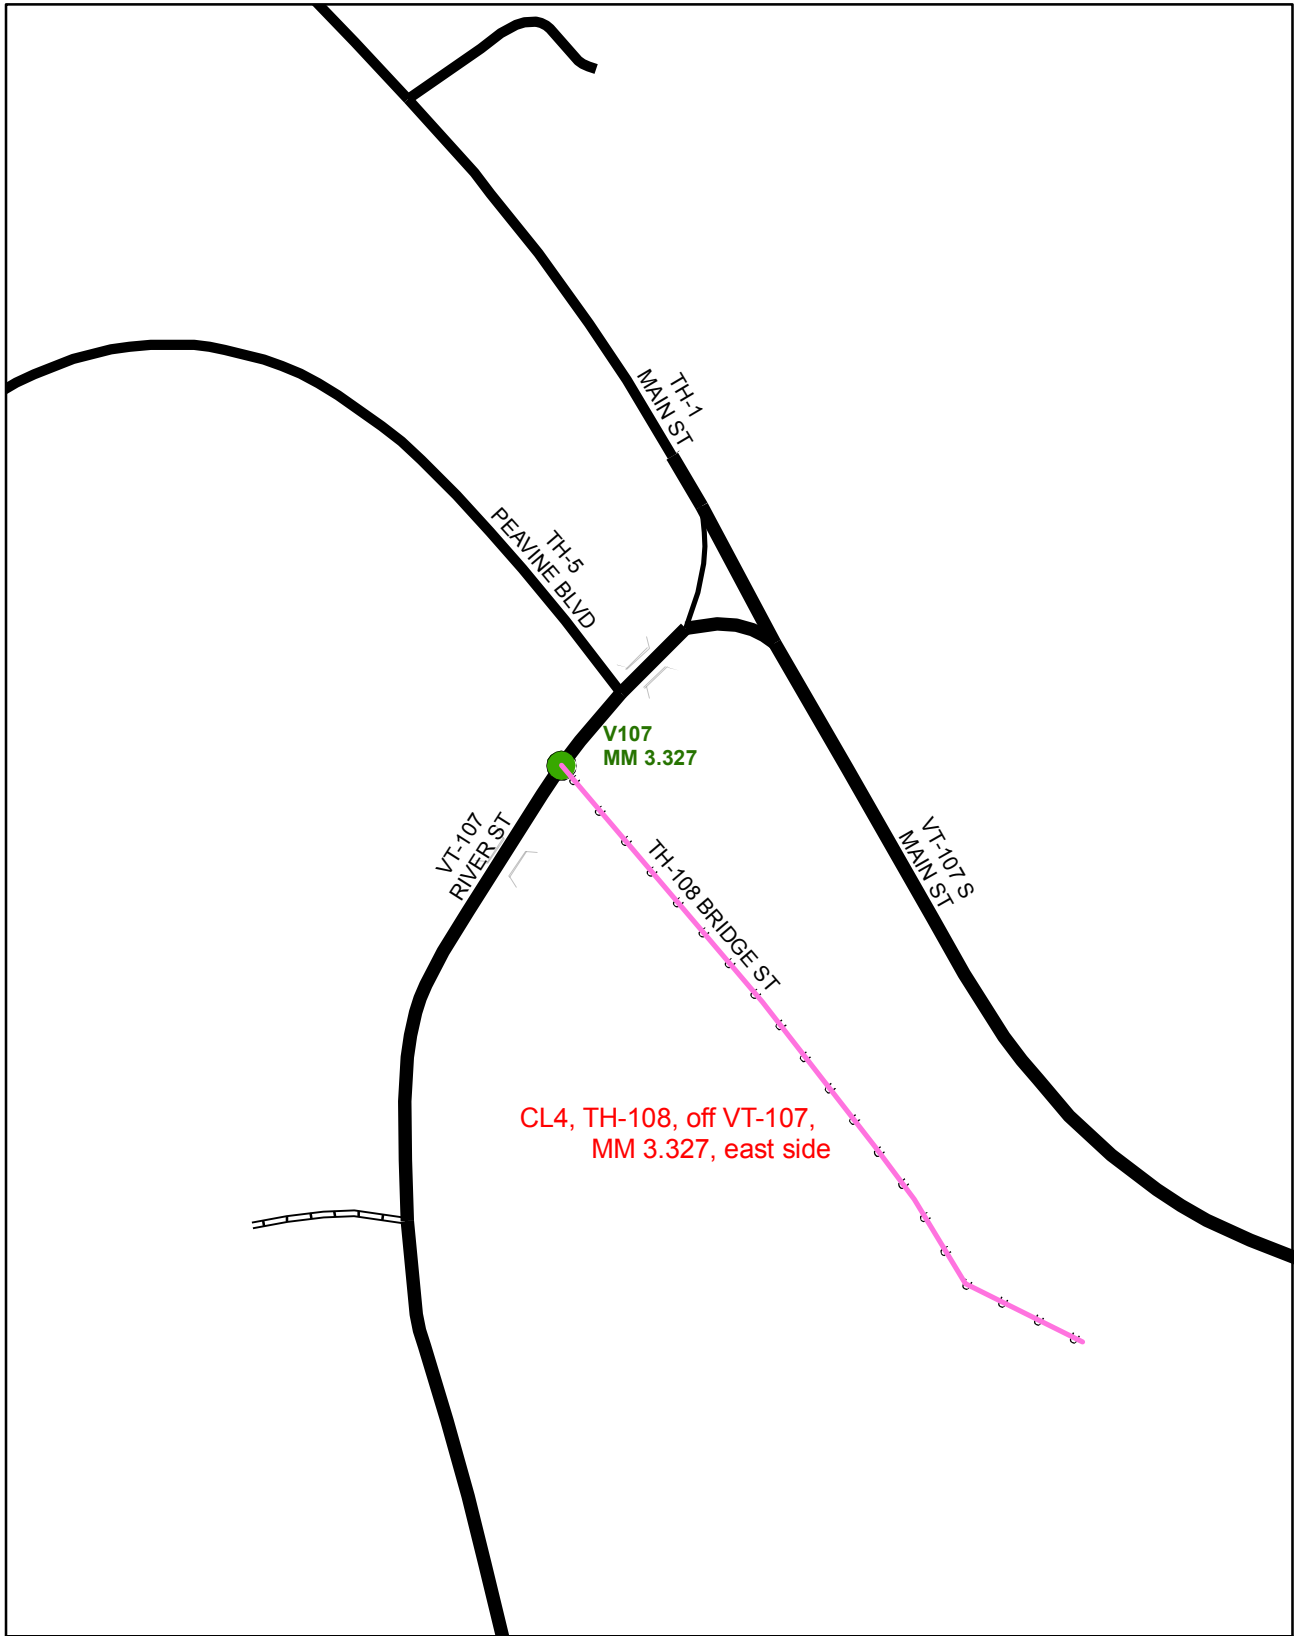 TH-1
MAIN ST
TH-5
PEAVINE BLVD
V107
MM 3.327
VT-107
RIVER ST
TH-108 BRIDGE ST
VT-107 S
MAIN ST
CL4, TH-108, off VT-107,
MM 3.327, east side